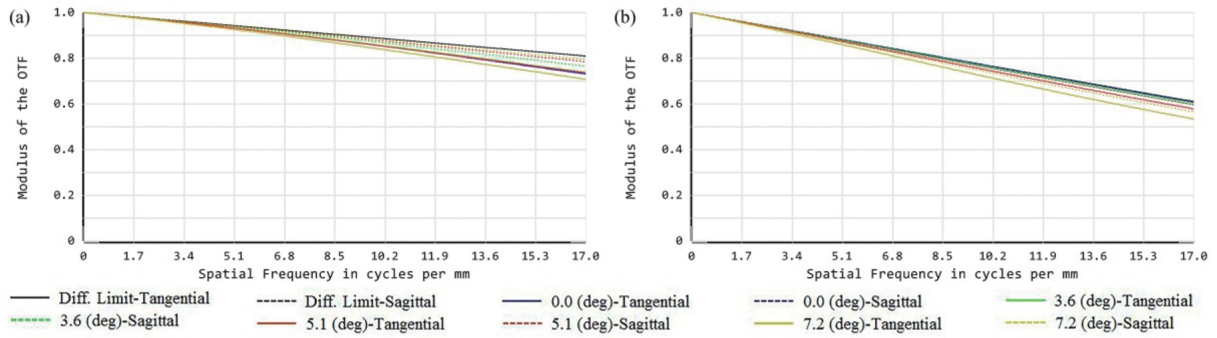 (a)
Modulus of the OTF
1.0
0.8
0.6
0.4
0.2
0
0 1.7 3.4 5.1 6.8 8.5 10.2 11.9 13.6 15.3 17.0
Spatial Frequency in cycles per mm
(b)
Modulus of the OTF
1.0
0.8
0.6
0.4
0.2
0
0 1.7 3.4 5.1 6.8 8.5 10.2 11.9 13.6 15.3 17.0
Spatial Frequency in cycles per mm
Diff. Limit-Tangential Diff. Limit-Sagittal 0.0 (deg)-Tangential 0.0 (deg)-Sagittal 3.6 (deg)-Tangential
3.6 (deg)-Sagittal 5.1 (deg)-Tangential 5.1 (deg)-Sagittal 7.2 (deg)-Tangential 7.2 (deg)-Sagittal